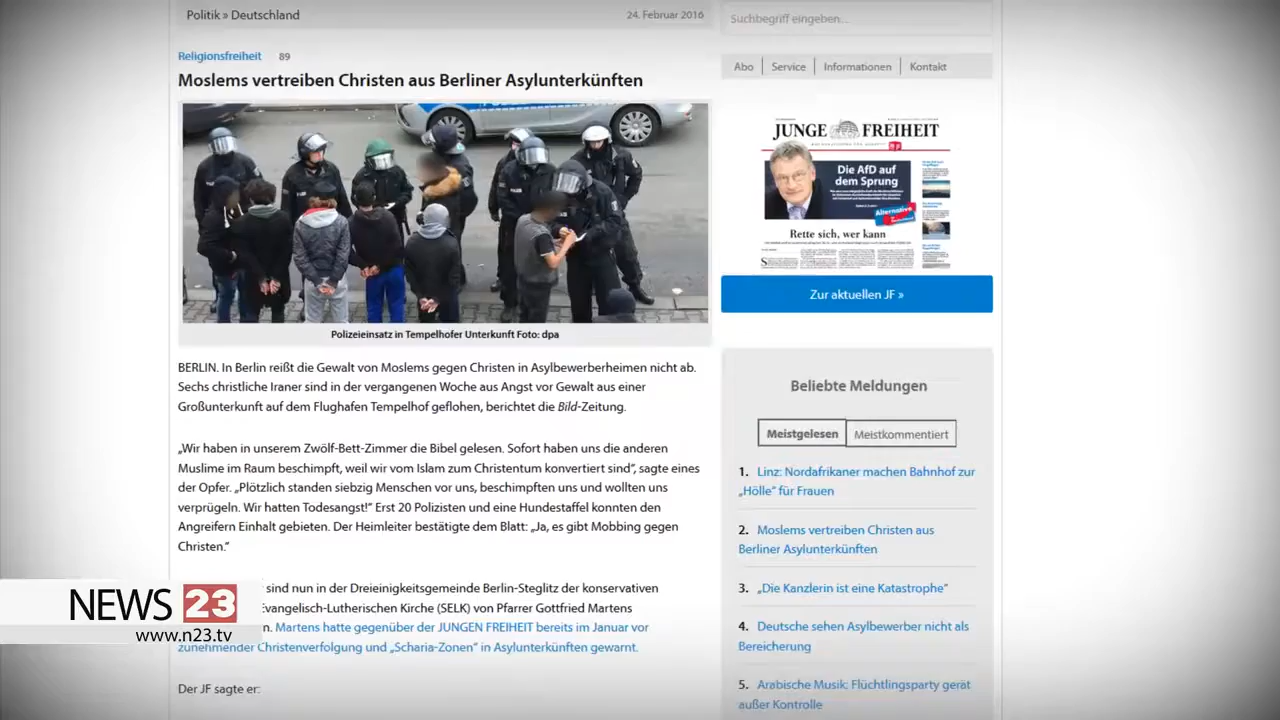 Politik » Deutschland
24. Februar 2016
Suchbegriff eingeben...
Religionsfreiheit 89
Moslems vertreiben Christen aus Berliner Asylunterkünften
Polizeieinsatz in Tempelhofer Unterkunft Foto: dpa
BERLIN. In Berlin reißt die Gewalt von Moslems gegen Christen in Asylbewerberheimen nicht ab.
Sechs christliche Iraner sind in der vergangenen Woche aus Angst vor Gewalt aus einer
Großunterkunft auf dem Flughafen Tempelhof geflohen, berichtet die Bild-Zeitung.
„Wir haben in unserem Zwölf-Bett-Zimmer die Bibel gelesen. Sofort haben uns die anderen
Muslime im Raum beschimpft, weil wir vom Islam zum Christentum konvertiert sind“, sagte eines
der Opfer. „Plötzlich standen siebzig Menschen vor uns, beschimpften uns und wollten uns
verprügeln. Wir hatten Todesangst!“ Erst 20 Polizisten und eine Hundestaffel konnten den
Angreifern Einhalt gebieten. Der Heimleiter bestätigte dem Blatt: „Ja, es gibt Mobbing gegen
Christen.“
sind nun in der Dreieinigkeitsgemeinde Berlin-Steglitz der konservativen
Evangelisch-Lutherischen Kirche (SELK) von Pfarrer Gottfried Martens
n. Martens hatte gegenüber der JUNGEN FREIHEIT bereits im Januar vor
zunehmender Christenverfolgung und „Scharia-Zonen“ in Asylunterkünften gewarnt.
Der JF sagte er:
NEWS 23
www.n23.tv
Abo Service Informationen Kontakt
JUNGE FREIHEIT
Die AfD auf
dem Sprung
Alternative
Rette sich, wer kann
Zur aktuellen JF »
Beliebte Meldungen
Meistgelesen Meistkommentiert
1. Linz: Nordafrikaner machen Bahnhof zur
„Hölle“ für Frauen
2. Moslems vertreiben Christen aus
Berliner Asylunterkünften
3. „Die Kanzlerin ist eine Katastrophe“
4. Deutsche sehen Asylbewerber nicht als
Bereicherung
5. Arabische Musik: Flüchtlingsparty gerät
außer Kontrolle